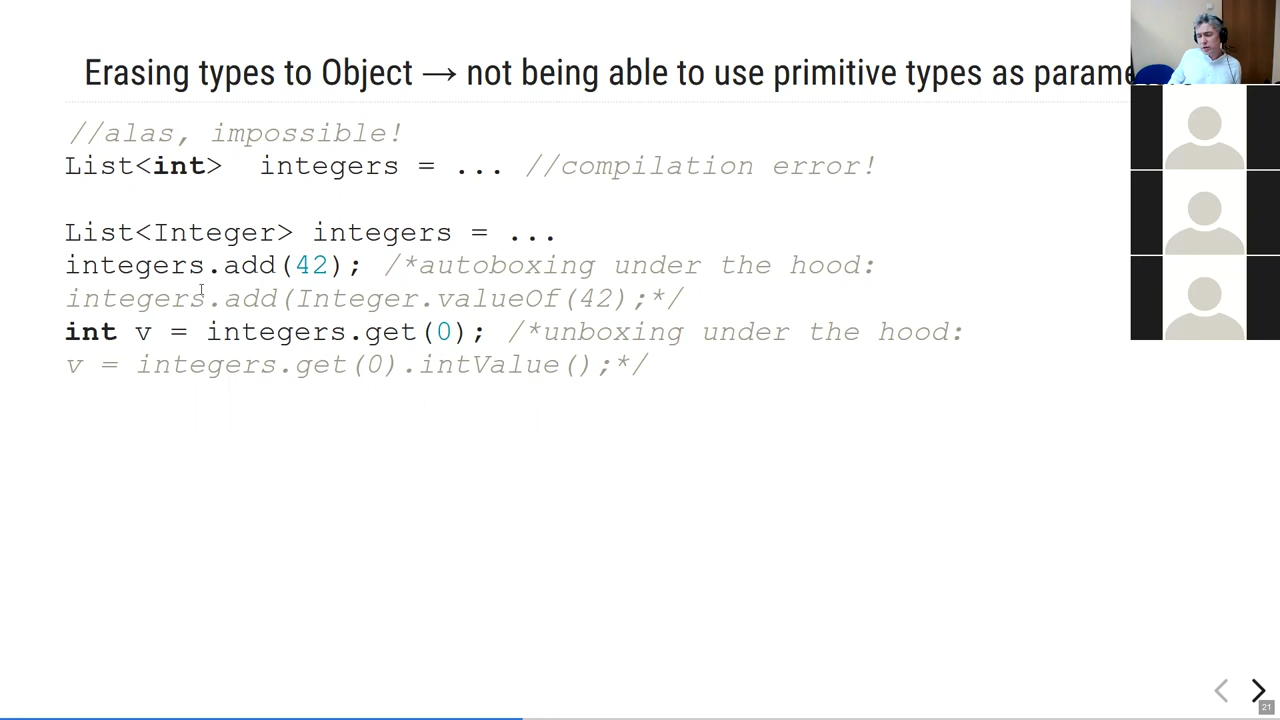 Erasing types to Object → not being able to use primitive types as parame
//alas, impossible!
List<int>  integers = ... //compilation error!
List<Integer> integers = ...
integers.add(42); /*autoboxing under the hood:
integers.add(Integer.valueOf(42);*/
int v = integers.get(0); /*unboxing under the hood:
v = integers.get(0).intValue();*/
21